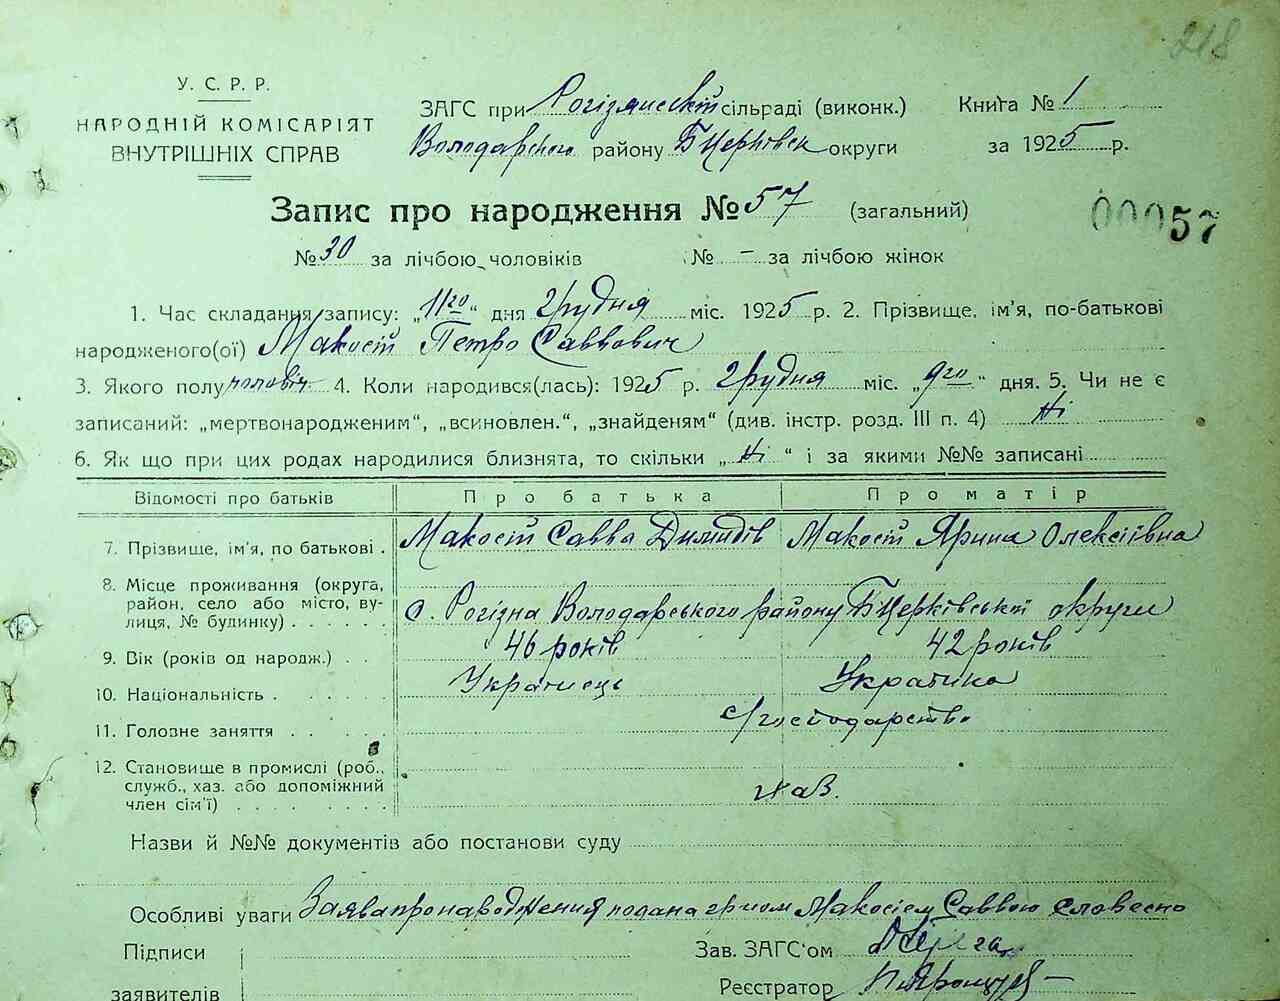 218
У. С. Р. Р.
НАРОДНІЙ КОМІСАРІЯТ
ВНУТРІШНІХ СПРАВ
ЗАГС при Рогізянській сільраді (виконк.) Книга № 1
Володарського району Б Церківськ округи за 1925 р.
Запис про народження № 57 (загальний) 00057
№ 30 за лічбою чоловіків № - за лічбою жінок
1. Час складання запису: „11го" дня Грудня міс. 1925 р. 2. Прізвище, ім'я, по-батькові
народженого(ої) Макосій Петро Саввович
3. Якого полу чоловіч. 4. Коли народився(лась): 1925 р. Грудня міс. „9го" дня. 5. Чи не є
записаний: „мертвонародженим", „всиновлен.", „знайденям" (див. інстр. розд. III п. 4) Ні
6. Як що при цих родах народилися близнята, то скільки „Ні" і за якими №№ записані
Відомості про батьків Про батька Про матір
7. Прізвище, ім'я, по батькові . Макосій Савва Димидів Макосій Ярина Олексіївна
8. Місце проживання (округа,
район, село або місто, ву-
лиця, № будинку) с. Рогізна Володарського району Б Церківської округи
9. Вік (років од народж.) . . 46 років 42 років
10. Національність . Українець Українка
11. Головне заняття . . Господарство
12. Становище в промислі (роб.,
служб., хаз. або допоміжний
член сім'ї) хаз.
Назви й №№ документів або постанови суду
Особливі уваги Заява про народження подана гр-ном Макосієм Саввою словесно
Підписи Зав. ЗАГС'ом
заявителів Реєстратор